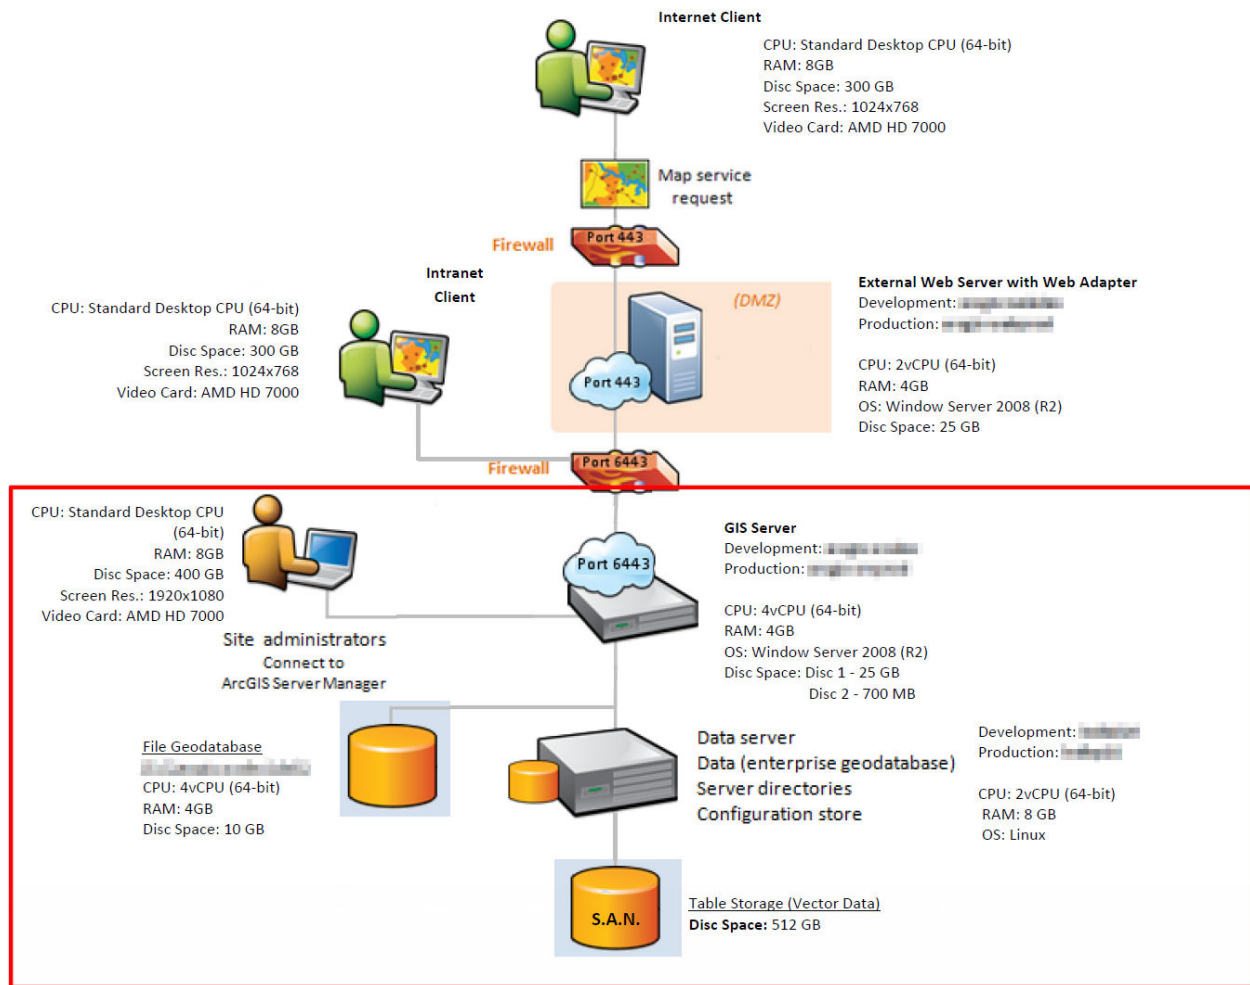 Internet Client
CPU: Standard Desktop CPU (64-bit)
RAM: 8GB
Disc Space: 300 GB
Screen Res.: 1024x768
Video Card: AMD HD 7000
Map service
request
Firewall
Port 443
Intranet
Client
CPU: Standard Desktop CPU (64-bit)
RAM: 8GB
Disc Space: 300 GB
Screen Res.: 1024x768
Video Card: AMD HD 7000
(DMZ)
Port 443
External Web Server with Web Adapter
Development:
Production:
CPU: 2vCPU (64-bit)
RAM: 4GB
OS: Window Server 2008 (R2)
Disc Space: 25 GB
Firewall
Port 6443
CPU: Standard Desktop CPU
(64-bit)
RAM: 8GB
Disc Space: 400 GB
Screen Res.: 1920x1080
Video Card: AMD HD 7000
Site administrators
Connect to
ArcGIS Server Manager
Port 6443
GIS Server
Development:
Production:
CPU: 4vCPU (64-bit)
RAM: 4GB
OS: Window Server 2008 (R2)
Disc Space: Disc 1 - 25 GB
Disc 2 - 700 MB
File Geodatabase
CPU: 4vCPU (64-bit)
RAM: 4GB
Disc Space: 10 GB
Data server
Data (enterprise geodatabase)
Server directories
Configuration store
Development:
Production:
CPU: 2vCPU (64-bit)
RAM: 8 GB
OS: Linux
S.A.N.
Table Storage (Vector Data)
Disc Space: 512 GB